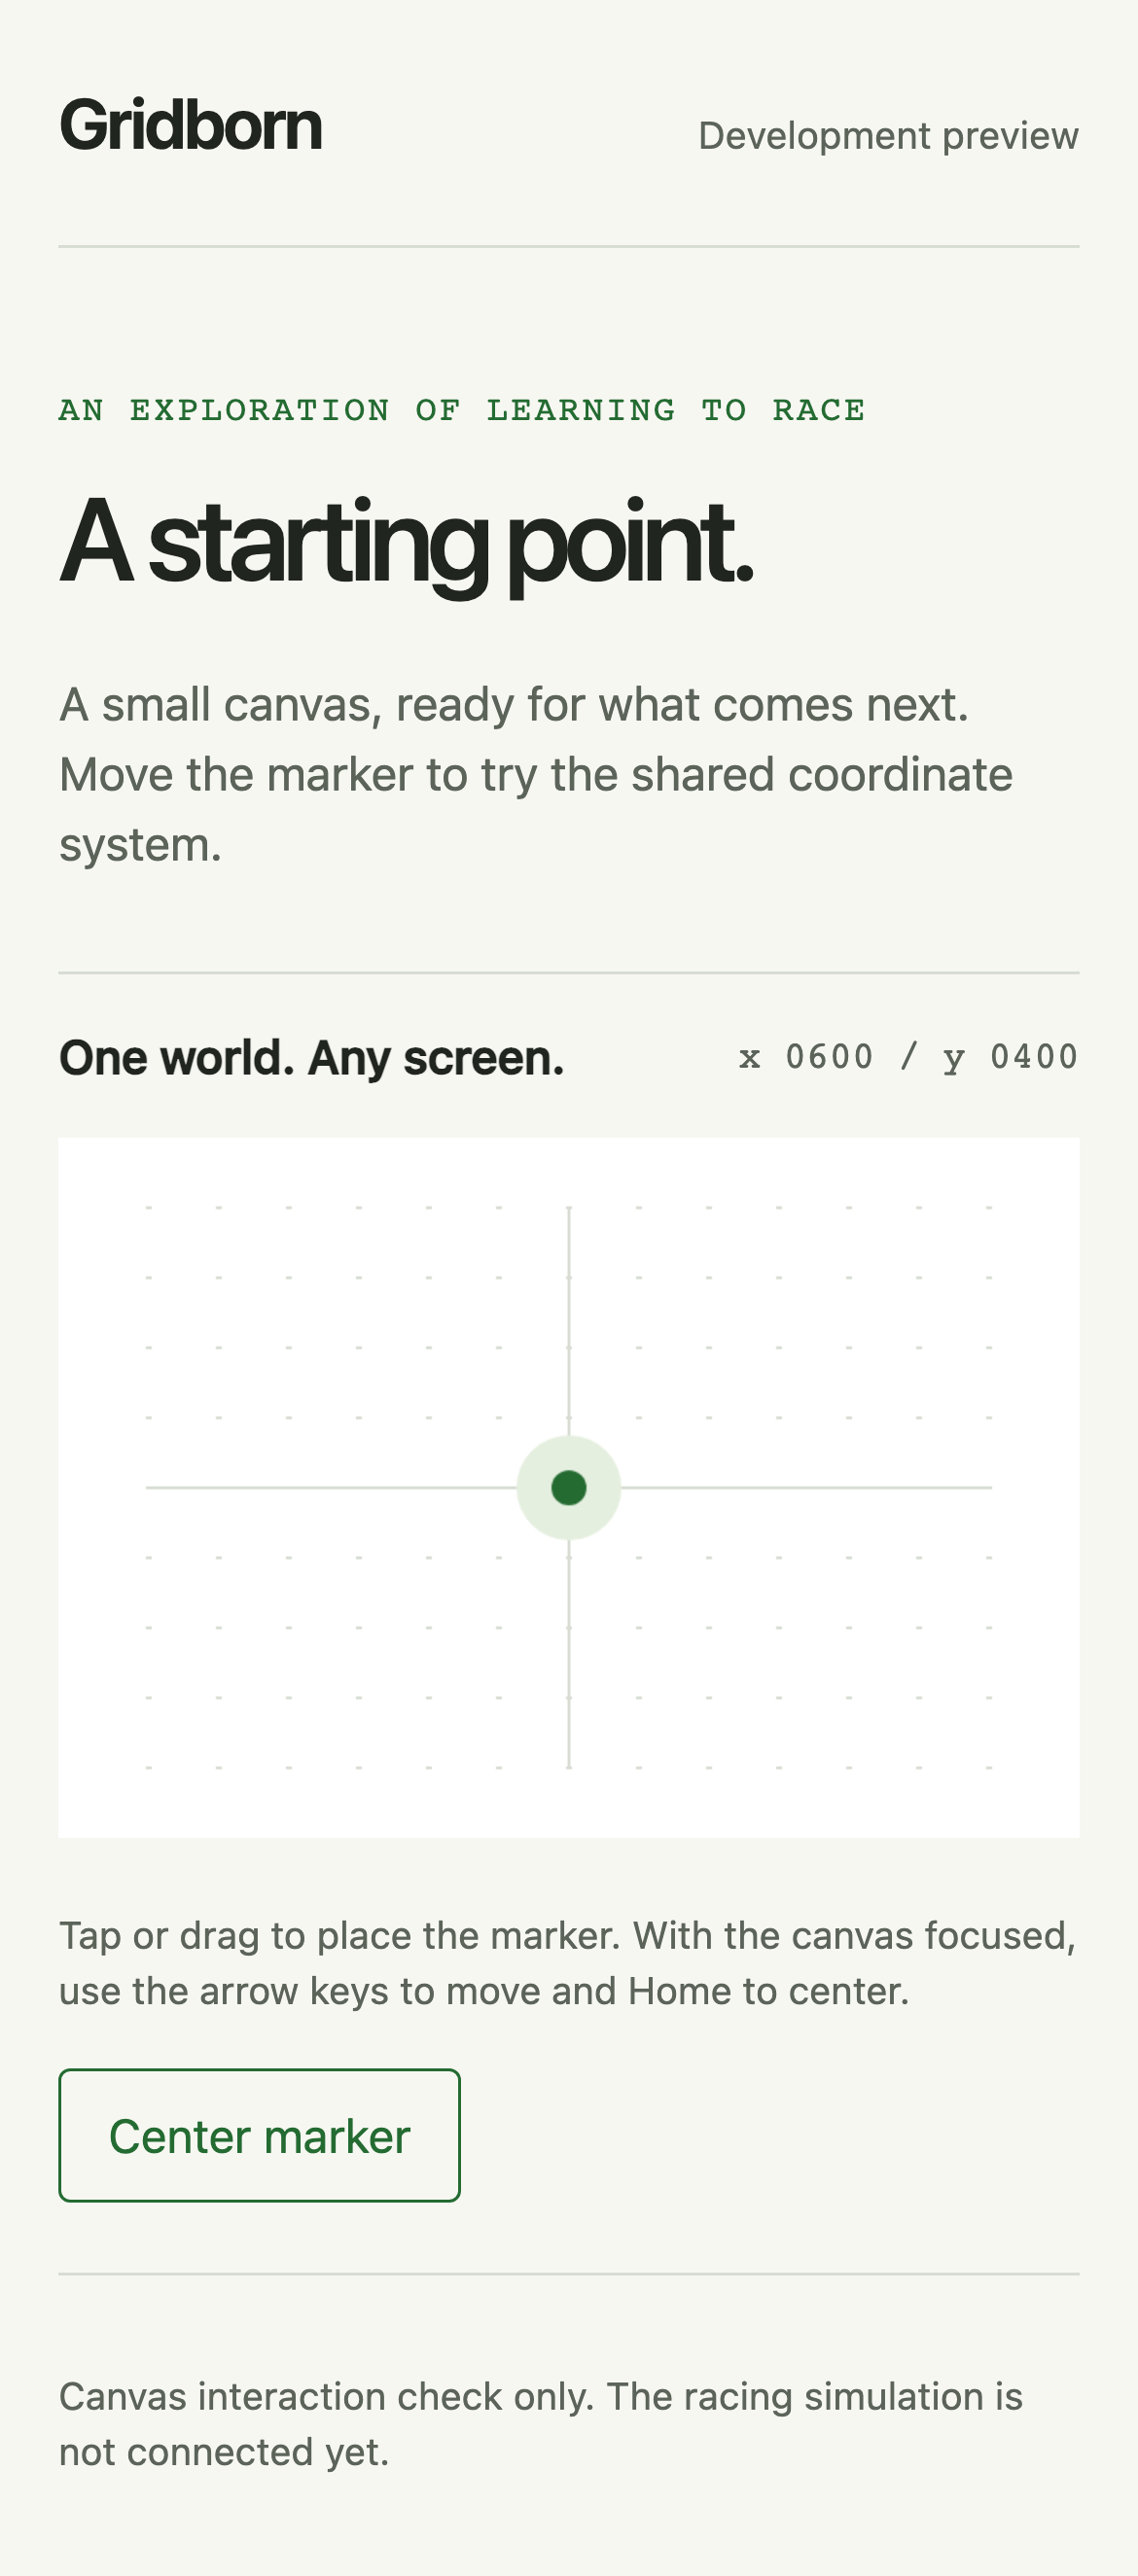 Gridborn
Development preview
AN EXPLORATION OF LEARNING TO RACE
A starting point.
A small canvas, ready for what comes next.
Move the marker to try the shared coordinate
system.
One world. Any screen.
x 0600 / y 0400
Tap or drag to place the marker. With the canvas focused,
use the arrow keys to move and Home to center.
Center marker
Canvas interaction check only. The racing simulation is
not connected yet.